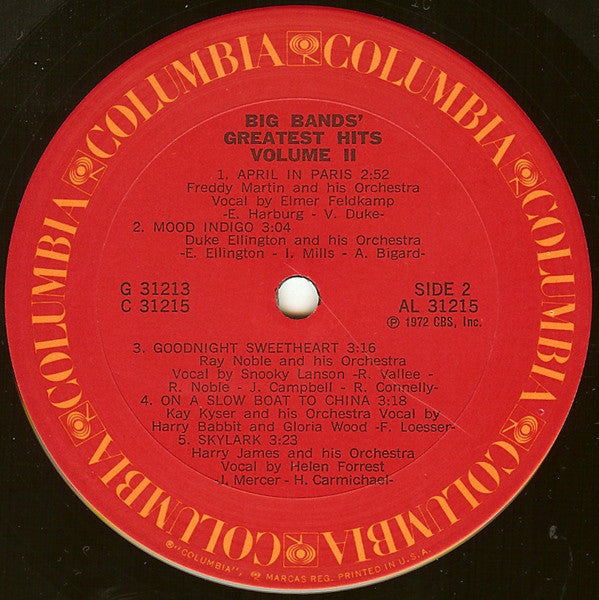 COLUMBIA COLUMBIA COLUMBIA COLUMBIA COLUMBIA COLUMBIA
BIG BANDS'
GREATEST HITS
VOLUME II
1. APRIL IN PARIS 2:52
Freddy Martin and his Orchestra
Vocal by Elmer Feldkamp
-E. Harburg - V. Duke-
2. MOOD INDIGO 3:04
Duke Ellington and his Orchestra
-E. Ellington - I. Mills - A. Bigard-
G 31213
C 31215
SIDE 2
AL 31215
℗ 1972 CBS, Inc.
3. GOODNIGHT SWEETHEART 3:16
Ray Noble and his Orchestra
Vocal by Snooky Lanson -R. Vallee -
R. Noble - J. Campbell - R. Connelly-
4. ON A SLOW BOAT TO CHINA 3:18
Kay Kyser and his Orchestra Vocal by
Harry Babbit and Gloria Wood -F. Loesser-
5. SKYLARK 3:23
Harry James and his Orchestra
Vocal by Helen Forrest
-J. Mercer - H. Carmichael-
®"COLUMBIA", MARCAS REG. PRINTED IN U.S.A.